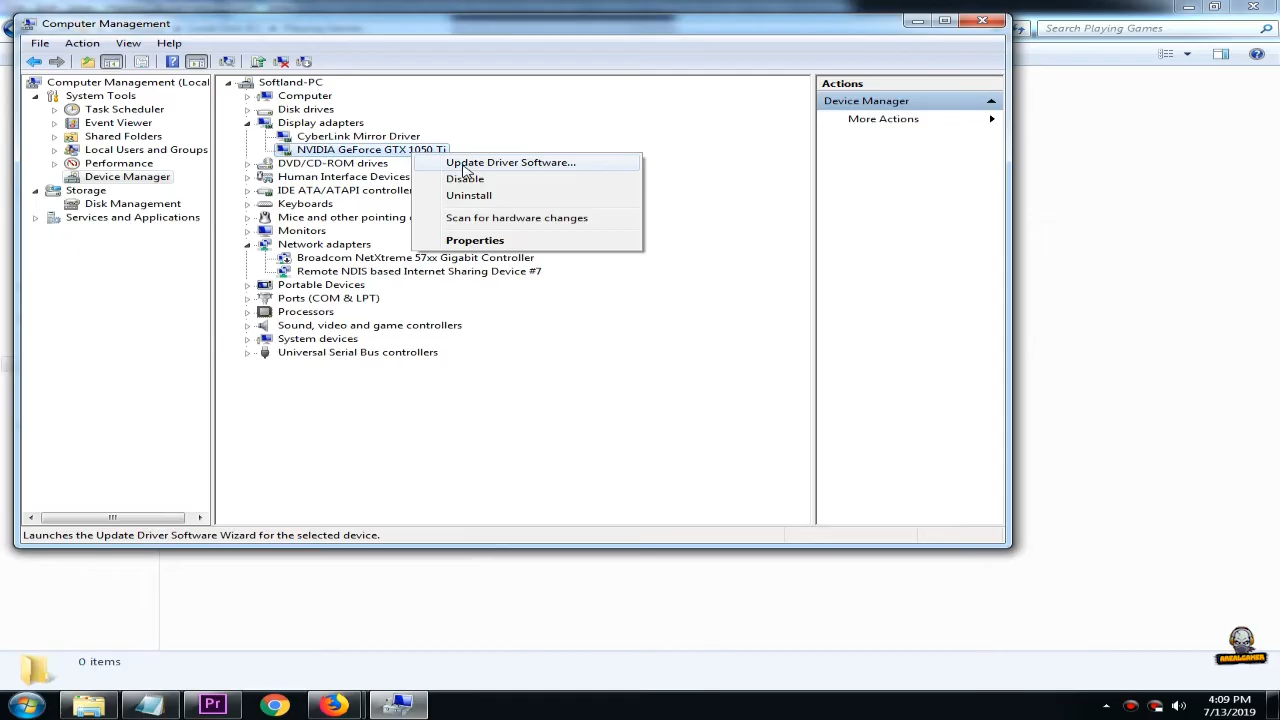 Computer Management
Search Playing Games
File Action View Help
Computer Management (Local
System Tools
Task Scheduler
Event Viewer
Shared Folders
Local Users and Groups
Performance
Device Manager
Storage
Disk Management
Services and Applications
Softland-PC
Computer
Disk drives
Display adapters
CyberLink Mirror Driver
NVIDIA GeForce GTX 1050 Ti
DVD/CD-ROM drives
Human Interface Devices
IDE ATA/ATAPI controller
Keyboards
Mice and other pointing
Monitors
Network adapters
Broadcom NetXtreme 57xx Gigabit Controller
Remote NDIS based Internet Sharing Device #7
Portable Devices
Ports (COM & LPT)
Processors
Sound, video and game controllers
System devices
Universal Serial Bus controllers
Update Driver Software...
Disable
Uninstall
Scan for hardware changes
Properties
Actions
Device Manager
More Actions
Launches the Update Driver Software Wizard for the selected device.
0 items
Pr
4:09 PM
7/13/2019